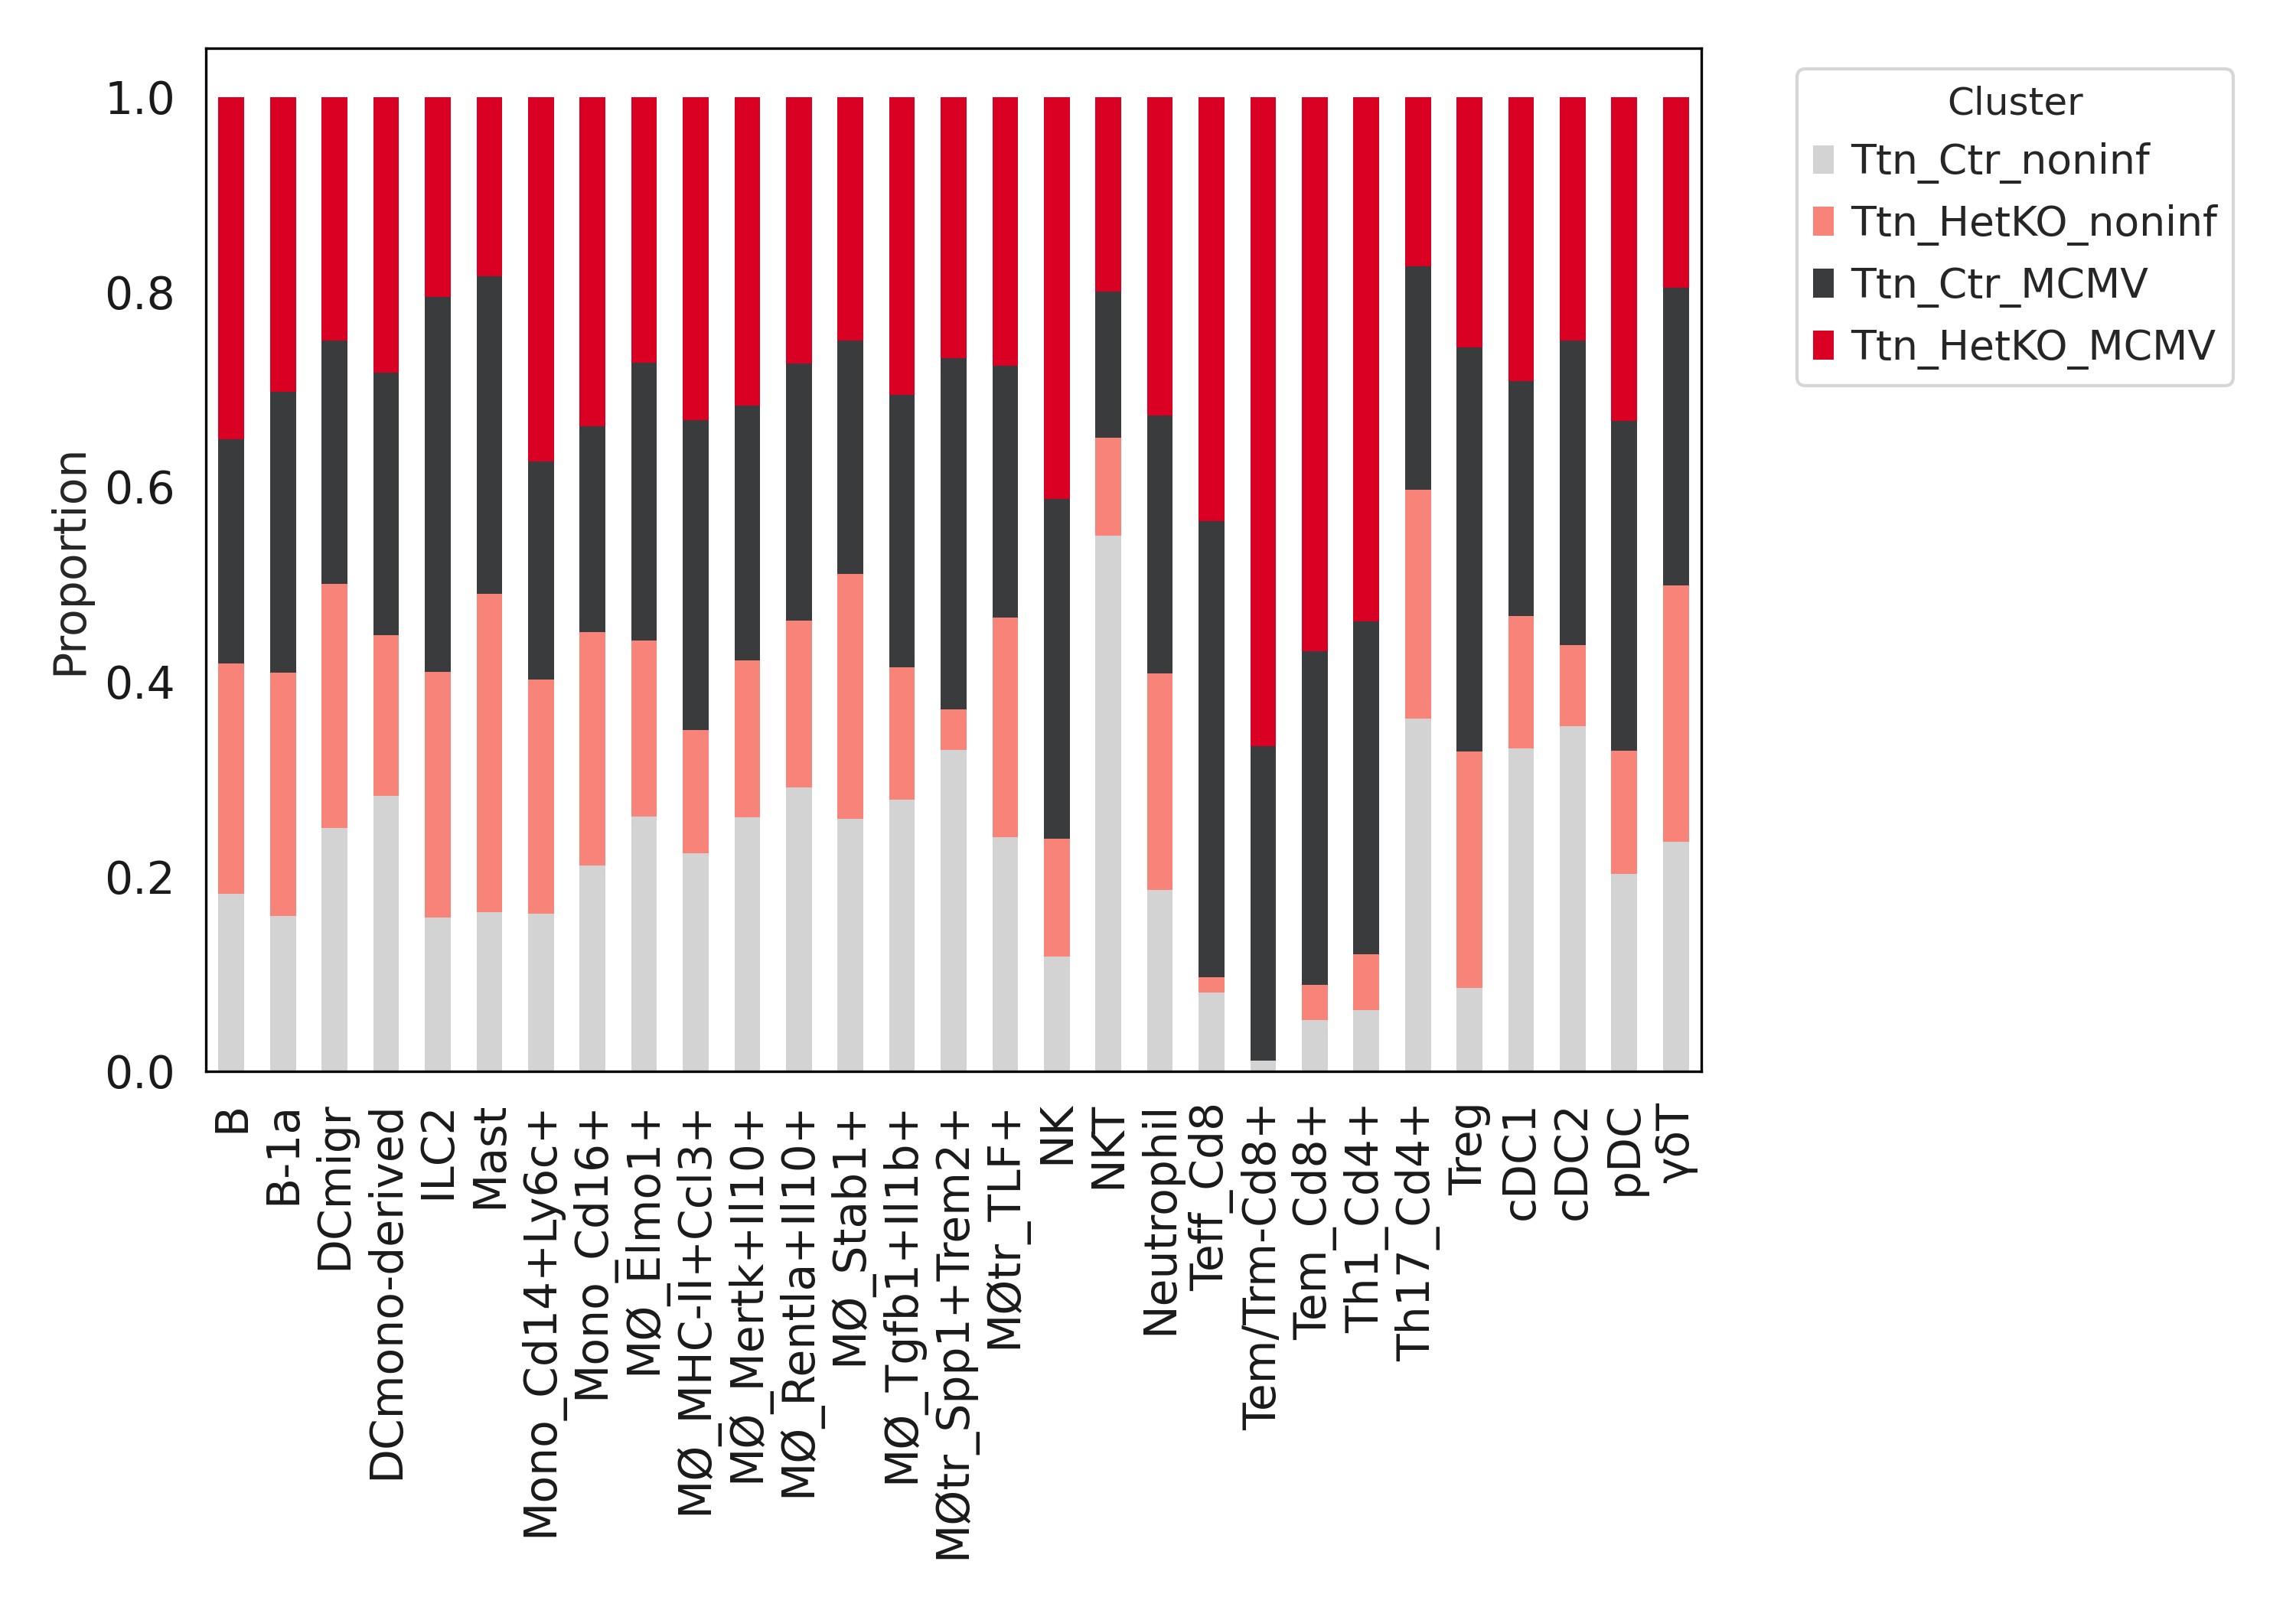 Proportion
1.0
0.8
0.6
0.4
0.2
0.0
B
B-1a
DCmigr
DCmono-derived
ILC2
Mast
Mono_Cd14+Ly6c+
Mono_Cd16+
MØ_Elmo1+
MØ_MHC-II+Ccl3+
MØ_Mertk+Il10+
MØ_Rentla+Il10+
MØ_Stab1+
MØ_Tgfb1+Il1b+
MØtr_Spp1+Trem2+
MØtr_TLF+
NK
NKT
Neutrophil
Teff_Cd8
Tem/Trm-Cd8+
Tem_Cd8+
Th1_Cd4+
Th17_Cd4+
Treg
cDC1
cDC2
pDC
γδT
Cluster
Ttn_Ctr_noninf
Ttn_HetKO_noninf
Ttn_Ctr_MCMV
Ttn_HetKO_MCMV